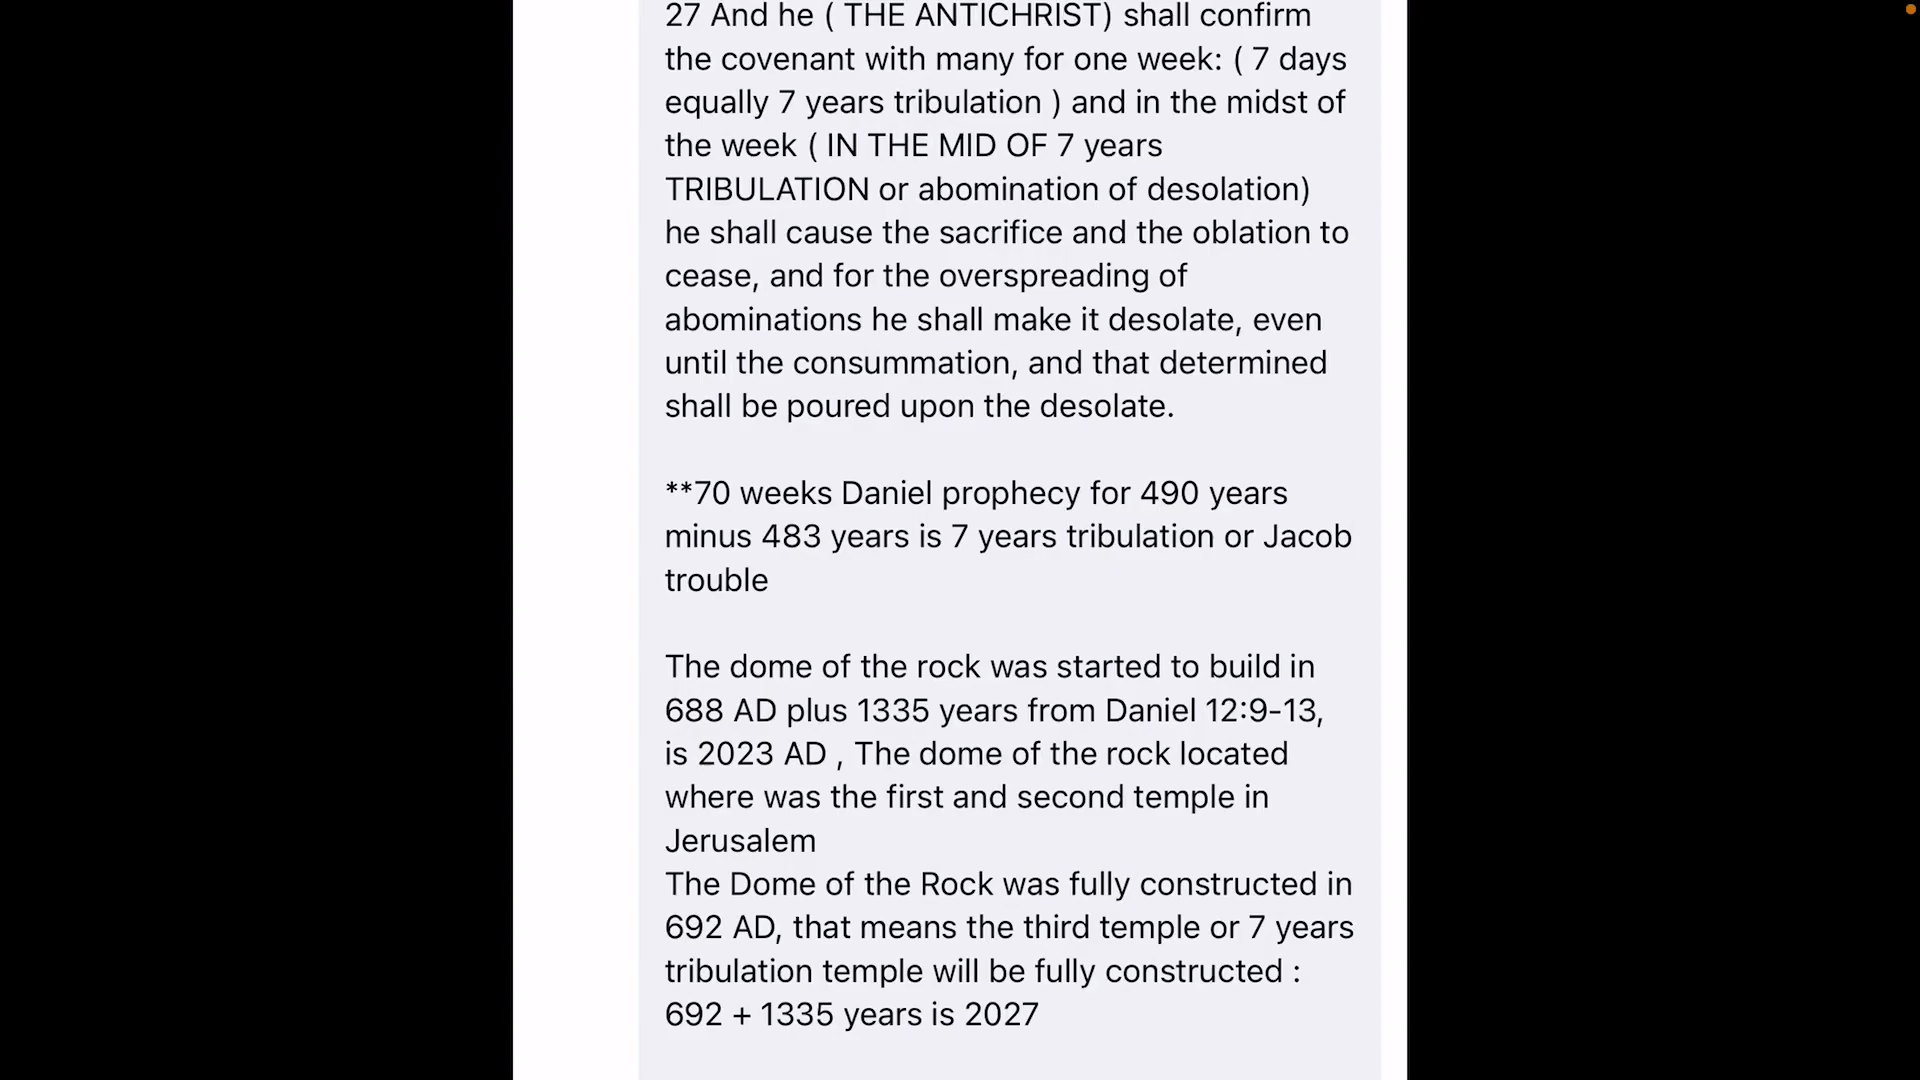 27 And he ( THE ANTICHRIST) shall confirm
the covenant with many for one week: ( 7 days
equally 7 years tribulation ) and in the midst of
the week ( IN THE MID OF 7 years
TRIBULATION or abomination of desolation)
he shall cause the sacrifice and the oblation to
cease, and for the overspreading of
abominations he shall make it desolate, even
until the consummation, and that determined
shall be poured upon the desolate.
**70 weeks Daniel prophecy for 490 years
minus 483 years is 7 years tribulation or Jacob
trouble
The dome of the rock was started to build in
688 AD plus 1335 years from Daniel 12:9-13,
is 2023 AD , The dome of the rock located
where was the first and second temple in
Jerusalem
The Dome of the Rock was fully constructed in
692 AD, that means the third temple or 7 years
tribulation temple will be fully constructed :
692 + 1335 years is 2027